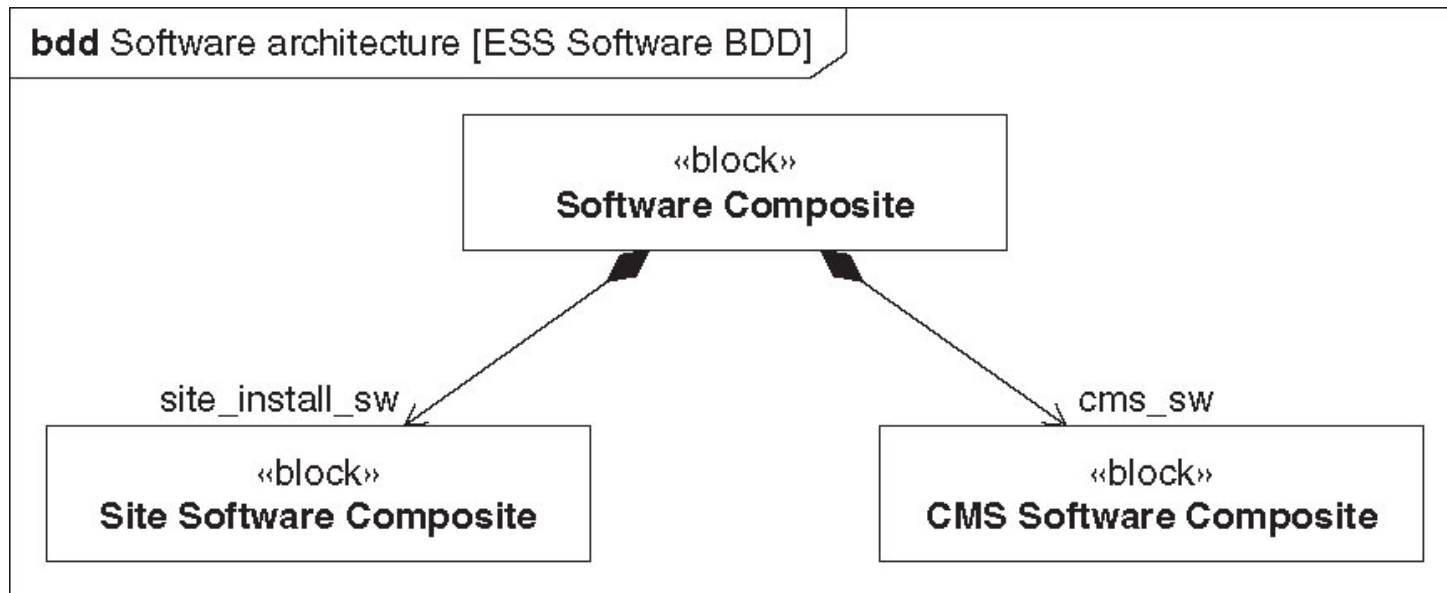 bdd Software architecture [ESS Software BDD]
«block»
Software Composite
site_install_sw
cms_sw
«block»
Site Software Composite
«block»
CMS Software Composite